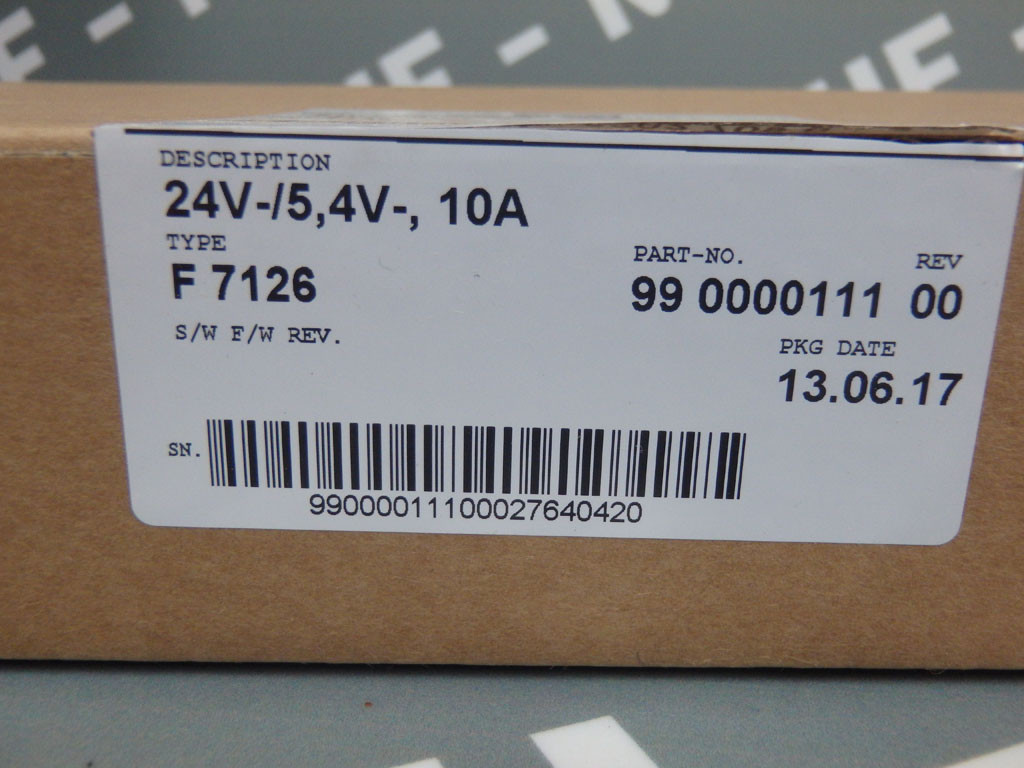 DESCRIPTION
24V-/5,4V-, 10A
TYPE
F 7126
PART-NO. REV
99 0000111 00
S/W F/W REV.
PKG DATE
13.06.17
SN.
99000011100027640420